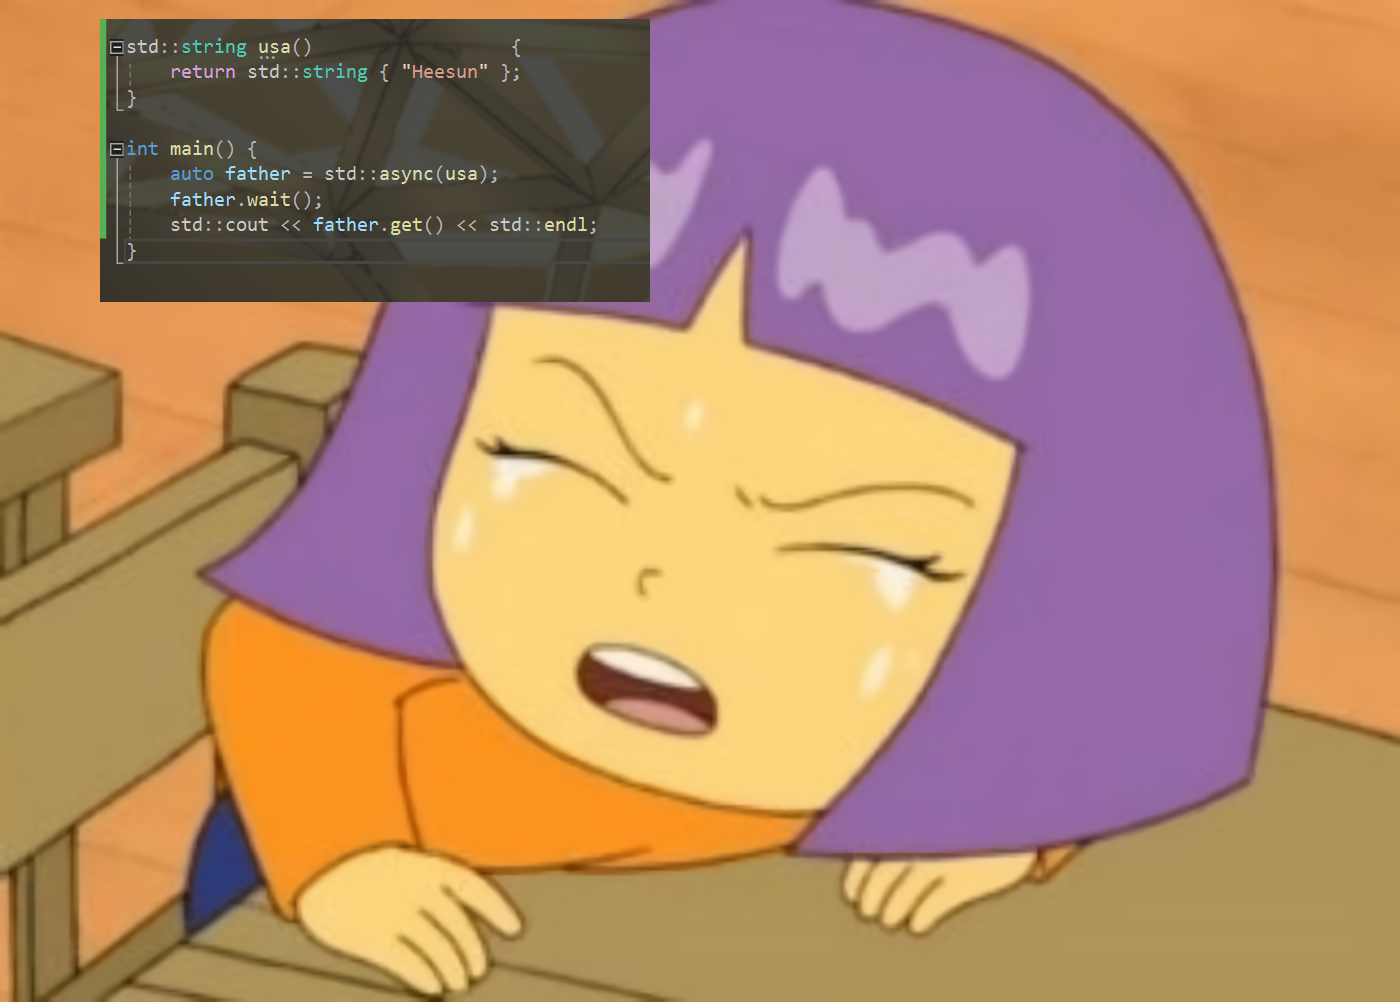 std::string usa()                  {
    return std::string { "Heesun" };
}
int main() {
    auto father = std::async(usa);
    father.wait();
    std::cout << father.get() << std::endl;
}